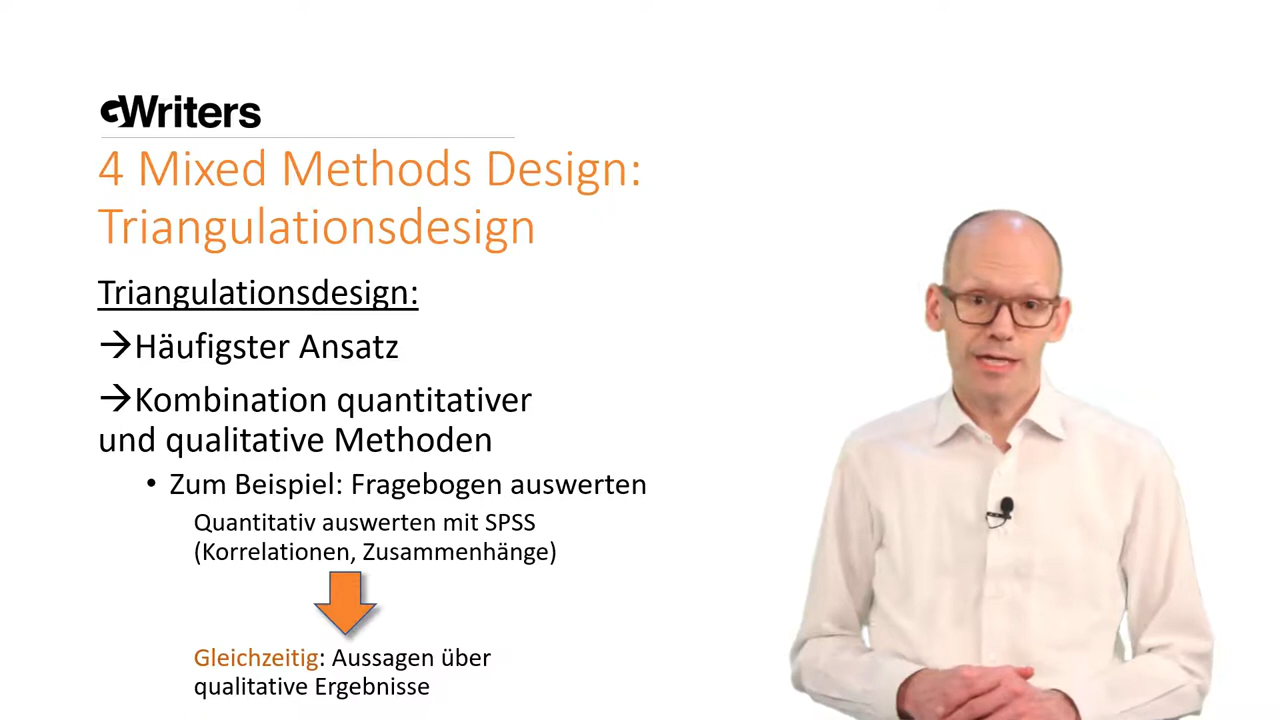 GWriters
4 Mixed Methods Design:
Triangulationsdesign
Triangulationsdesign:
→Häufigster Ansatz
→Kombination quantitativer
und qualitative Methoden
• Zum Beispiel: Fragebogen auswerten
Quantitativ auswerten mit SPSS
(Korrelationen, Zusammenhänge)
Gleichzeitig: Aussagen über
qualitative Ergebnisse